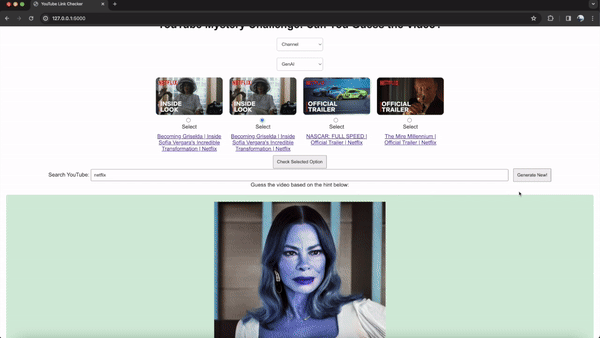 YouTube Link Checker
127.0.0.1:5000
YouTube Mystery Challenge: Can You Guess the Video?
Channel
GenAI
NETFLIX
INSIDE
LOOK
NETFLIX
INSIDE
LOOK
NETFLIX
OFFICIAL
TRAILER
NETFLIX
OFFICIAL
TRAILER
Select
Select
Select
Select
Becoming Griselda | Inside
Sofia Vergara's Incredible
Transformation | Netflix
Becoming Griselda | Inside
Sofia Vergara's Incredible
Transformation | Netflix
NASCAR: FULL SPEED |
Official Trailer | Netflix
The Mire Millennium |
Official Trailer | Netflix
Check Selected Option
Search YouTube:
netflix
Generate New!
Guess the video based on the hint below: